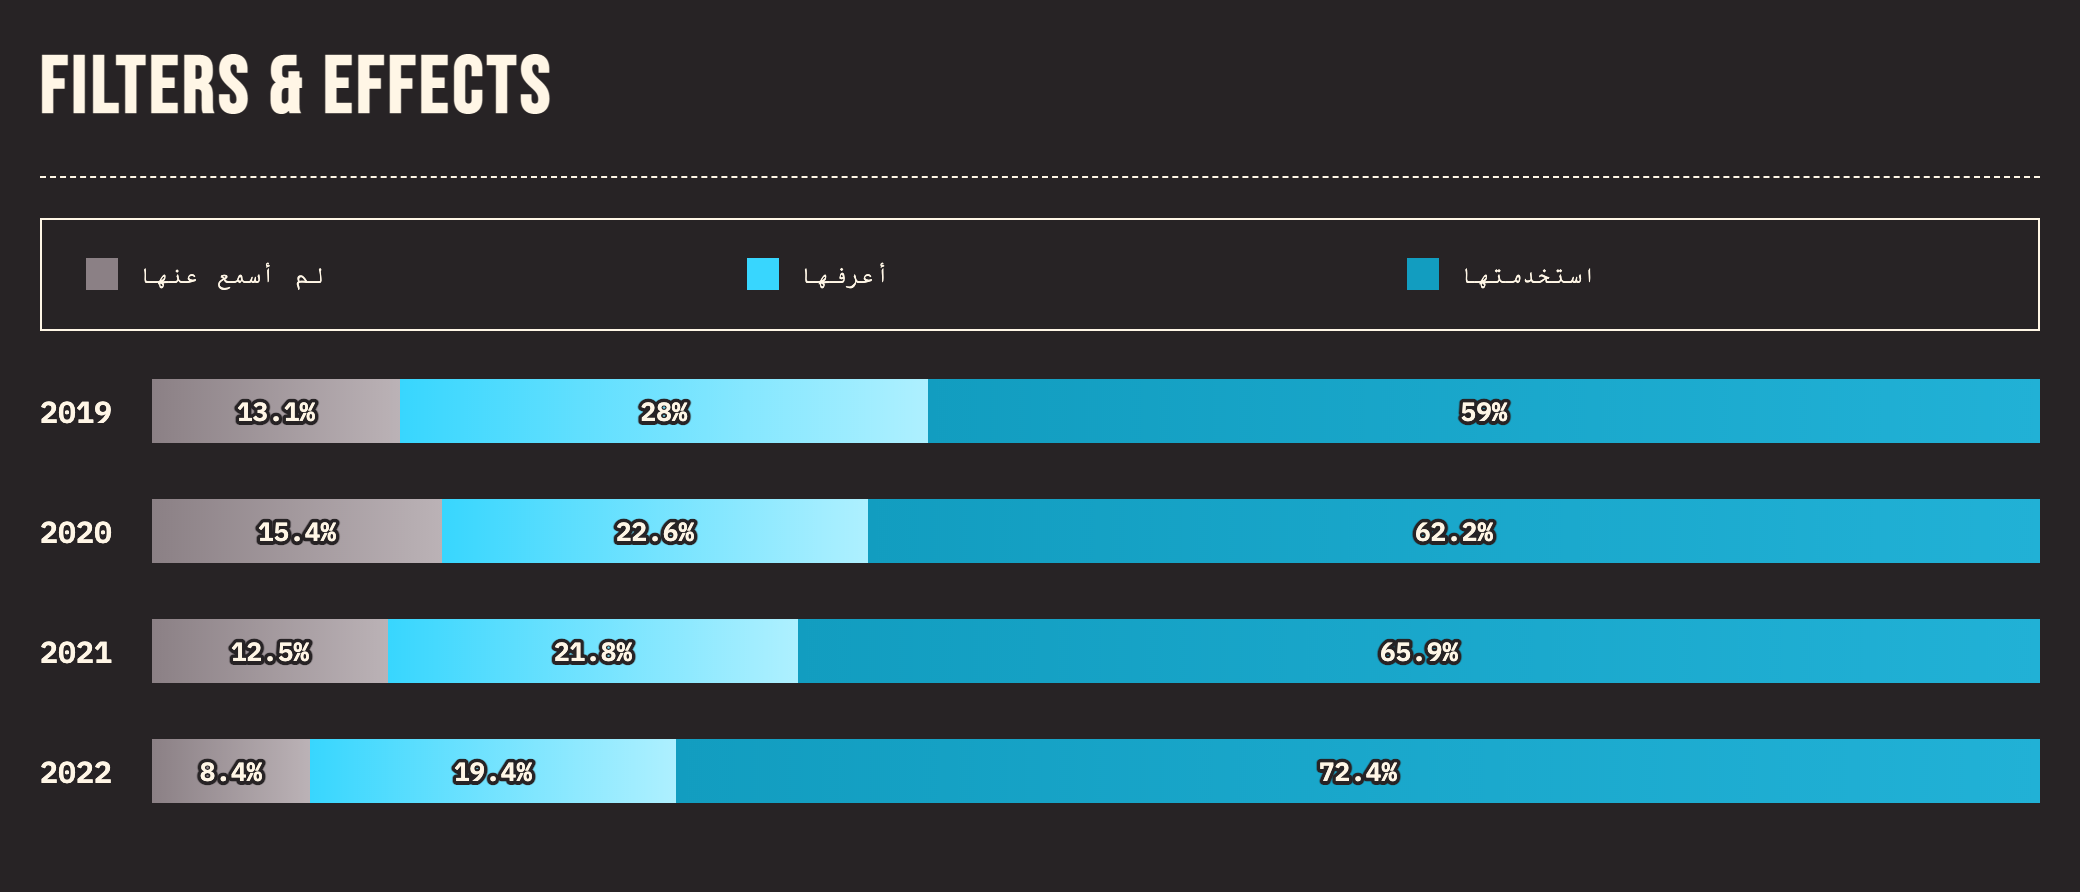 FILTERS & EFFECTS
لم أسمع عنها
أعرفها
استخدمتها
2019 13.1% 28% 59%
2020 15.4% 22.6% 62.2%
2021 12.5% 21.8% 65.9%
2022 8.4% 19.4% 72.4%